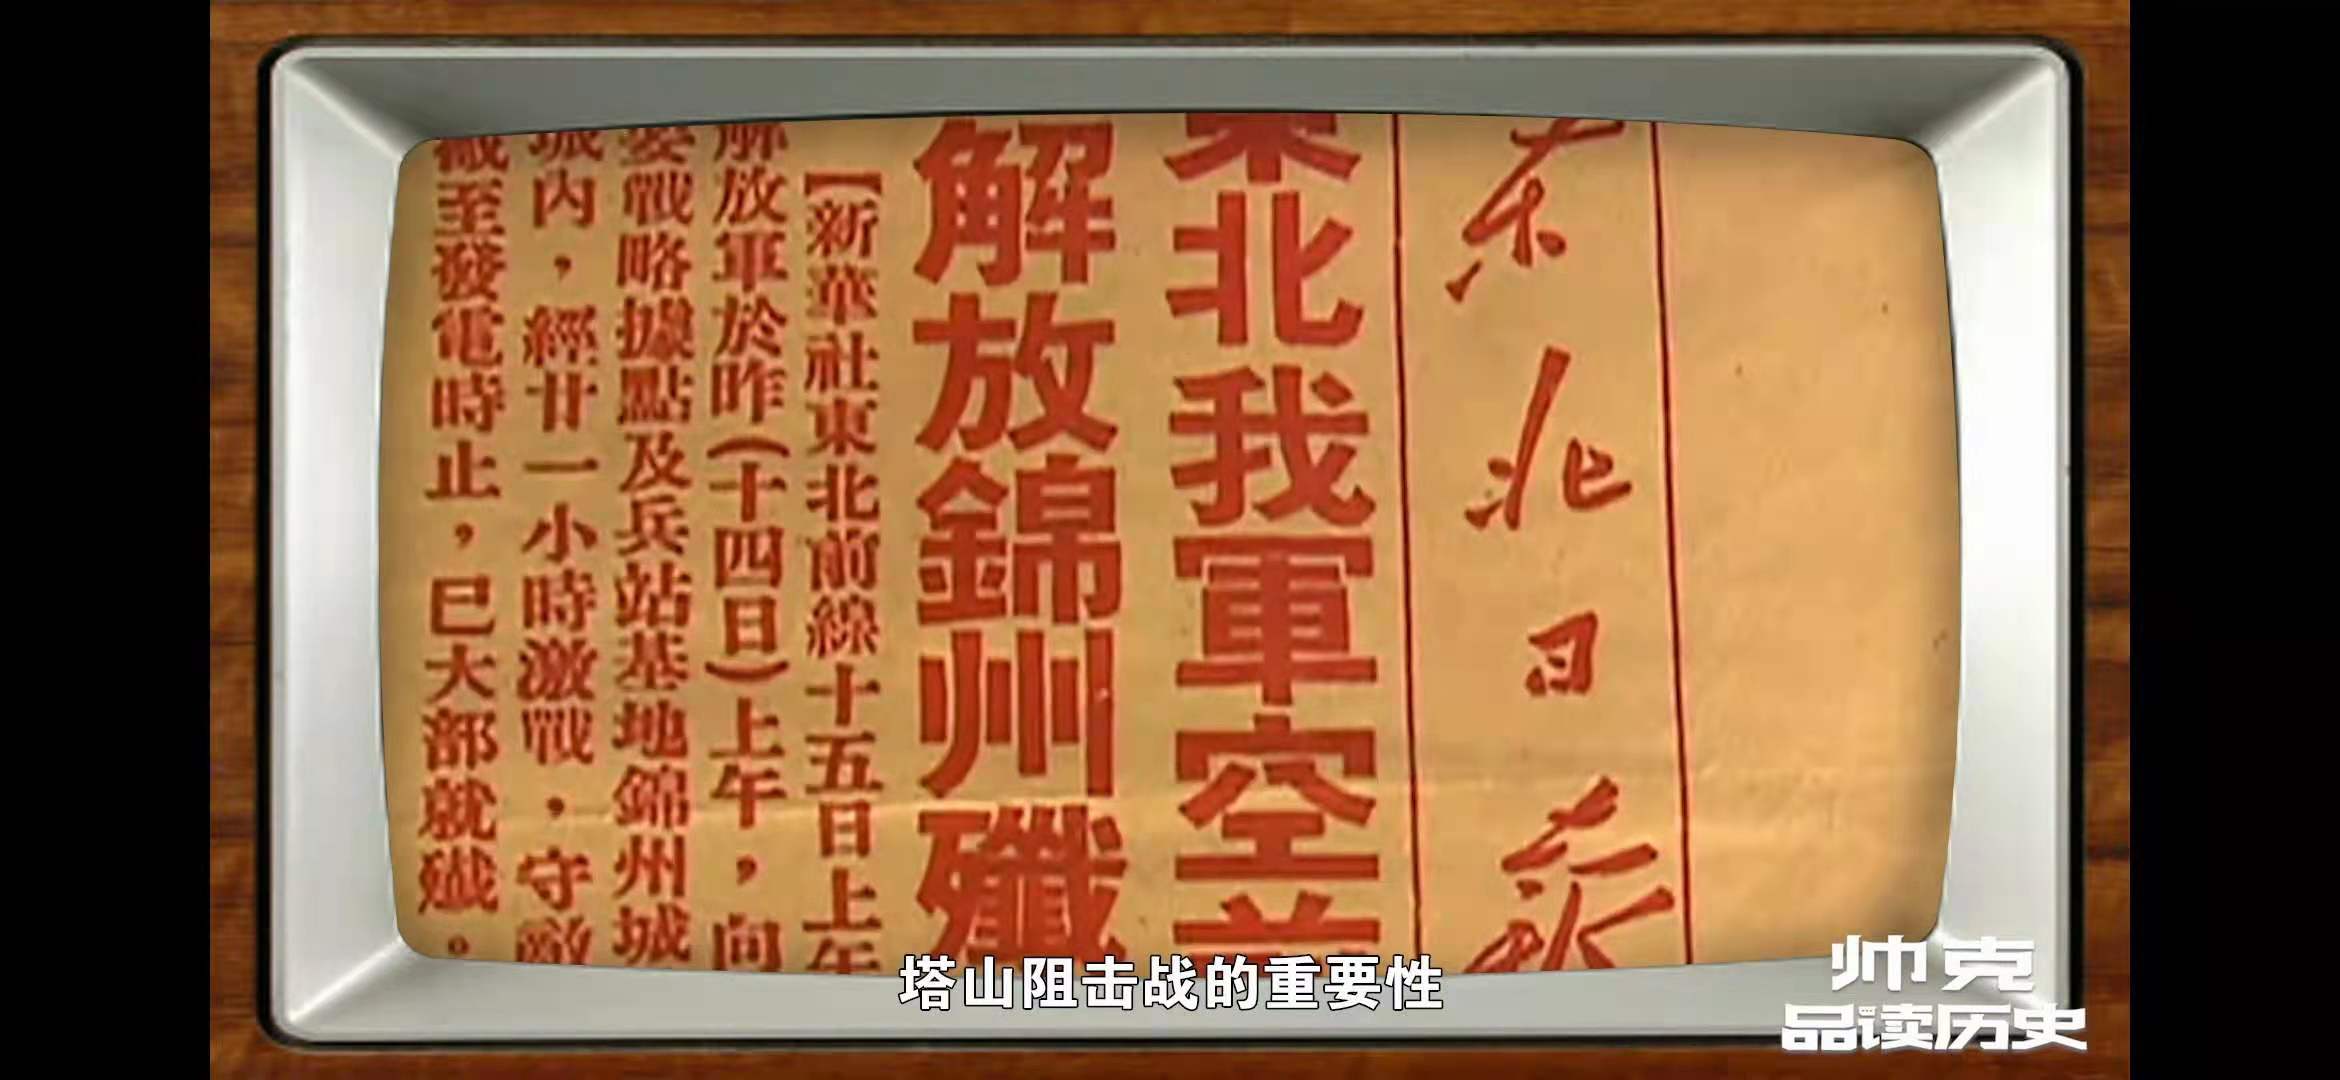 东北日报
東北我軍空前
解放錦州殲
【新華社東北前線十五日上午
解放軍於昨(十四日)上午，向
要戰略據點及兵站基地錦州城
城內，經廿一小時激戰，守敵
敵至發電時止，已大部就殲。
塔山阻击战的重要性
帅克
品读历史